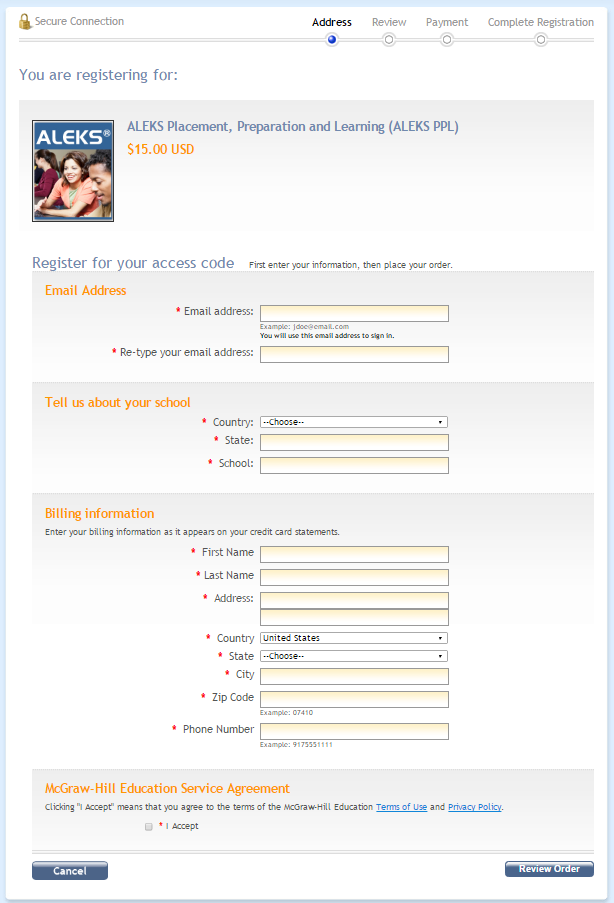 Secure Connection
Address Review Payment Complete Registration
You are registering for:
ALEKS®
ALEKS Placement, Preparation and Learning (ALEKS PPL)
$15.00 USD
Register for your access code First enter your information, then place your order.
Email Address
* Email address:
Example: jdoe@email.com
You will use this email address to sign in.
* Re-type your email address:
Tell us about your school
* Country: --Choose--
* State:
* School:
Billing information
Enter your billing information as it appears on your credit card statements.
* First Name
* Last Name
* Address:
* Country United States
* State --Choose--
* City
* Zip Code
Example: 07410
* Phone Number
Example: 9175551111
McGraw-Hill Education Service Agreement
Clicking "I Accept" means that you agree to the terms of the McGraw-Hill Education Terms of Use and Privacy Policy.
* I Accept
Cancel Review Order